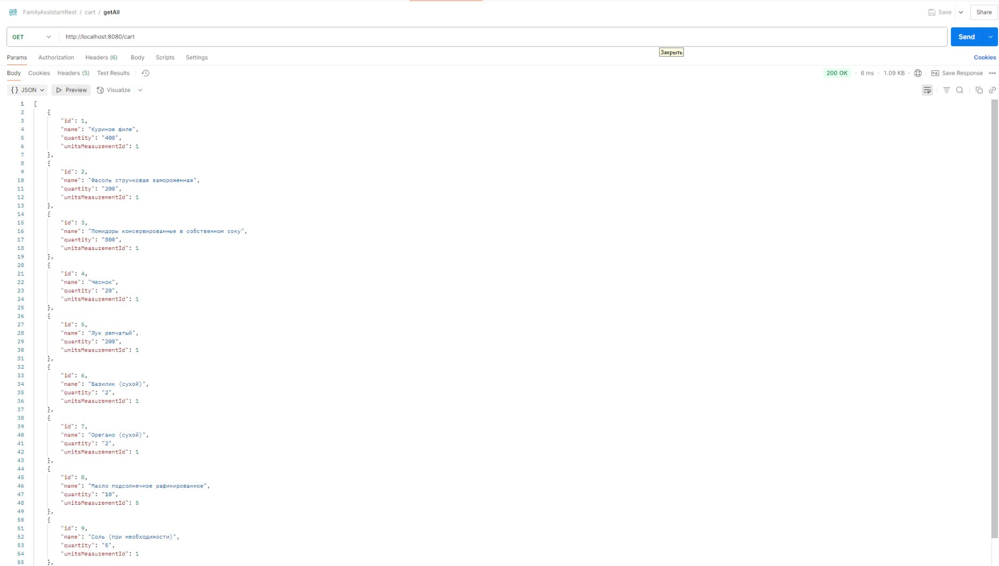 FamilyAssistantRest / cart / getAll
Save
Share
GET
http://localhost:8080/cart
Send
Закрыть
Params Authorization Headers (6) Body Scripts Settings
Cookies
Body Cookies Headers (5) Test Results
200 OK • 6 ms • 1.09 KB • e.g. Save Response
{} JSON Preview Visualize
1 [
2 {
3 "id": 1,
4 "name": "Куриное филе",
5 "quantity": "400",
6 "unitsMeasurementId": 1
7 },
8 {
9 "id": 2,
10 "name": "Фасоль стручковая замороженная",
11 "quantity": "200",
12 "unitsMeasurementId": 1
13 },
14 {
15 "id": 3,
16 "name": "Помидоры консервированные в собственном соку",
17 "quantity": "800",
18 "unitsMeasurementId": 1
19 },
20 {
21 "id": 4,
22 "name": "Чеснок",
23 "quantity": "20",
24 "unitsMeasurementId": 1
25 },
26 {
27 "id": 5,
28 "name": "Лук репчатый",
29 "quantity": "200",
30 "unitsMeasurementId": 1
31 },
32 {
33 "id": 6,
34 "name": "Базилик (сухой)",
35 "quantity": "2",
36 "unitsMeasurementId": 1
37 },
38 {
39 "id": 7,
40 "name": "Орегано (сухой)",
41 "quantity": "2",
42 "unitsMeasurementId": 1
43 },
44 {
45 "id": 8,
46 "name": "Масло подсолнечное рафинированное",
47 "quantity": "10",
48 "unitsMeasurementId": 5
49 },
50 {
51 "id": 9,
52 "name": "Соль (при необходимости)",
53 "quantity": "5",
54 "unitsMeasurementId": 1
55 },